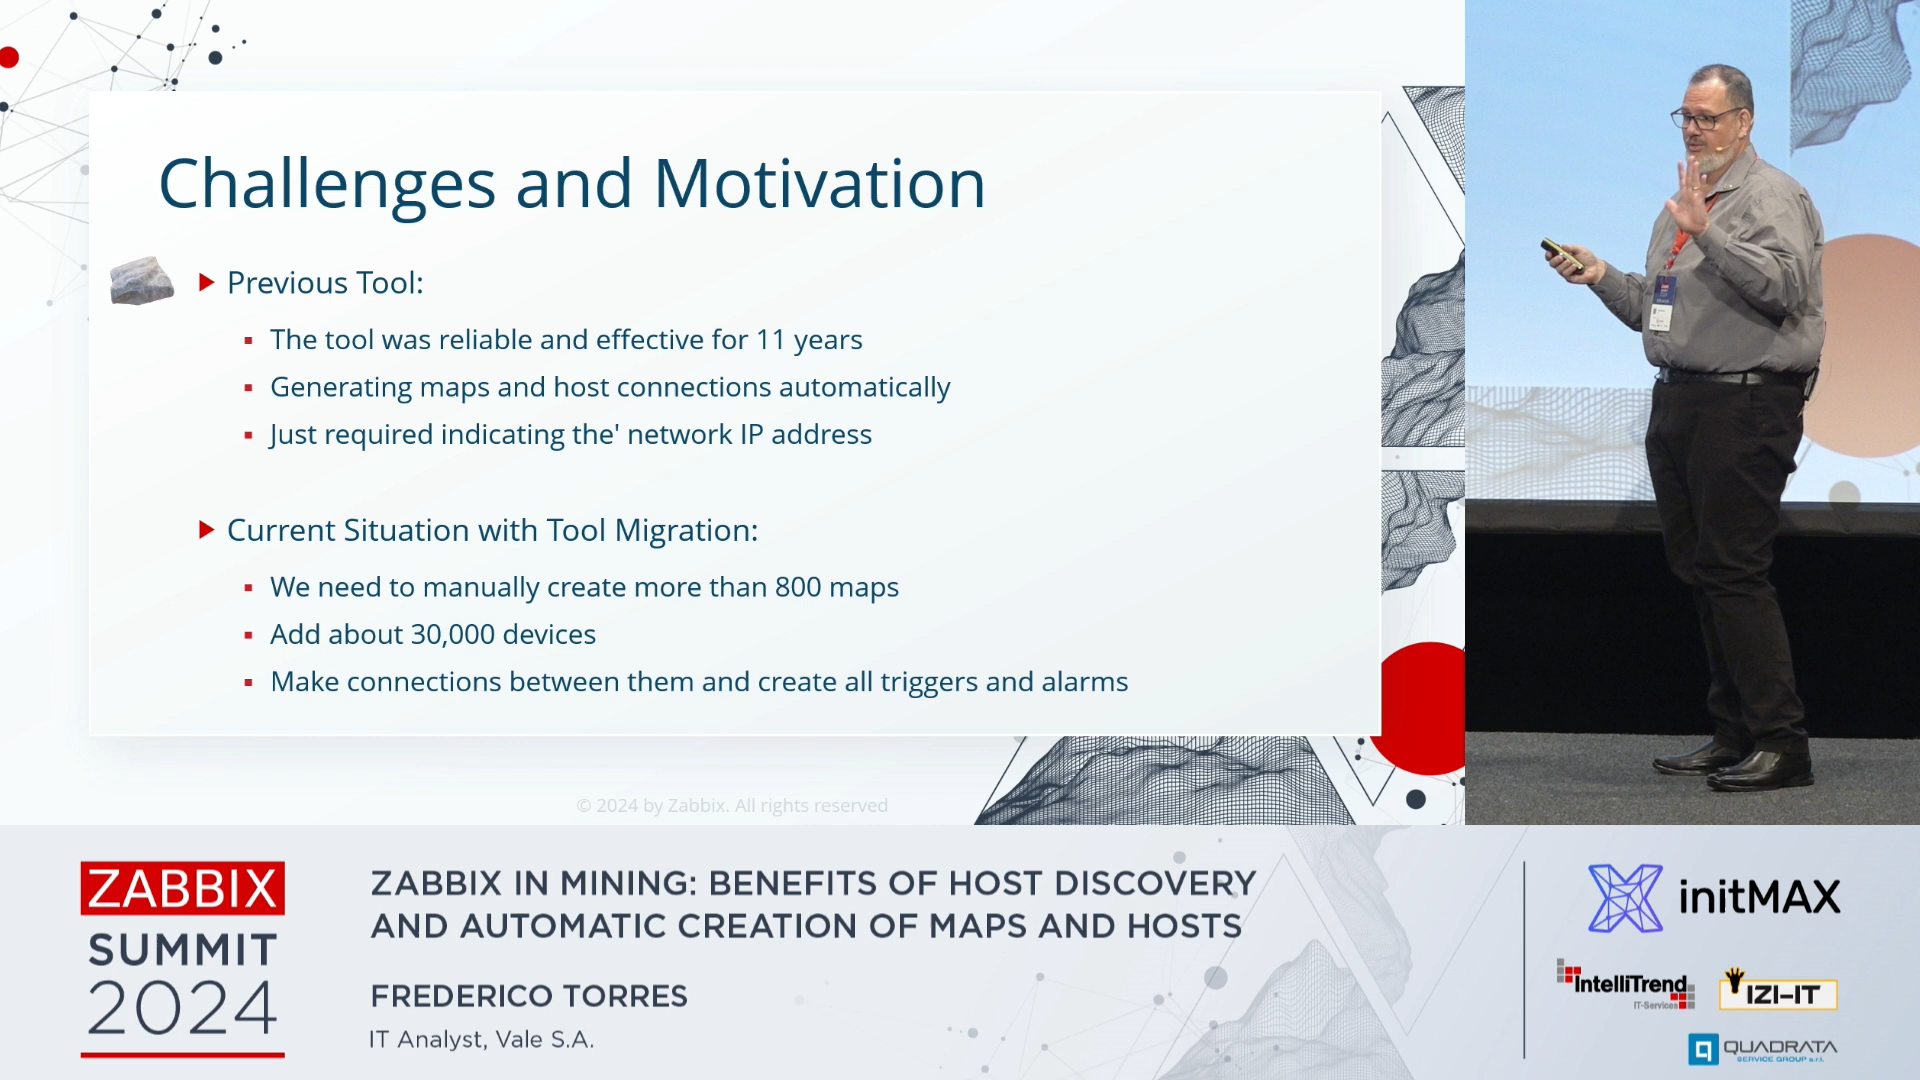 Challenges and Motivation
Previous Tool:
The tool was reliable and effective for 11 years
Generating maps and host connections automatically
Just required indicating the' network IP address
Current Situation with Tool Migration:
We need to manually create more than 800 maps
Add about 30,000 devices
Make connections between them and create all triggers and alarms
© 2024 by Zabbix. All rights reserved
ZABBIX
SUMMIT
2024
ZABBIX IN MINING: BENEFITS OF HOST DISCOVERY
AND AUTOMATIC CREATION OF MAPS AND HOSTS
FREDERICO TORRES
IT Analyst, Vale S.A.
initMAX
IntelliTrend
IT-Services
IZI-IT
QUADRATA
SERVICE GROUP s.r.l.